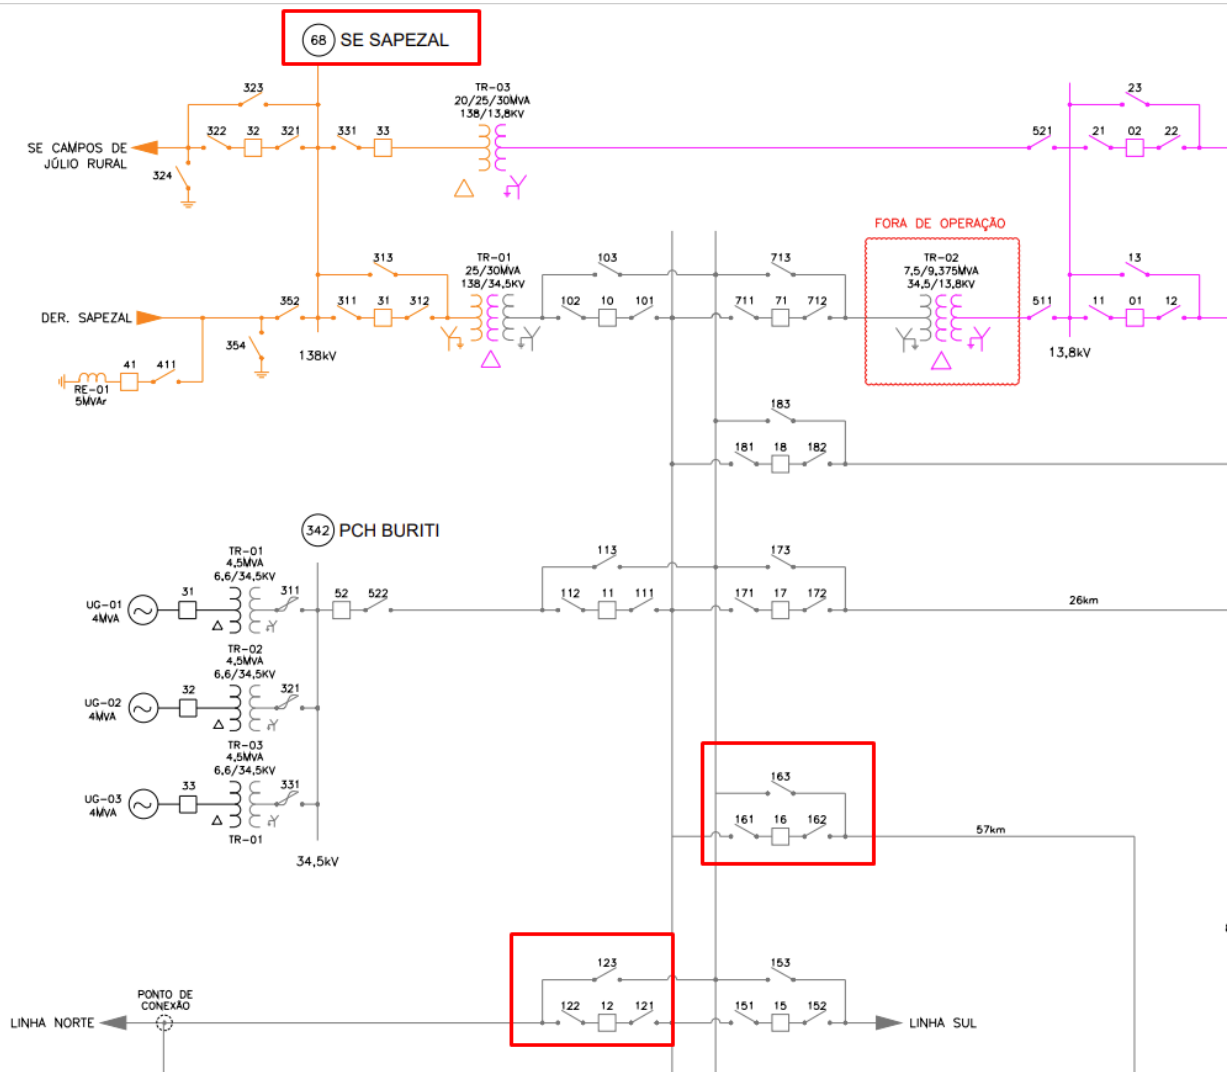 68 SE SAPEZAL
323
TR-03
20/25/30MVA
138/13,8kV
23
322 32 321 331 33
521 21 02 22
SE CAMPOS DE
JÚLIO RURAL
324
FORA DE OPERAÇÃO
313
TR-01
25/30MVA
138/34,5kV
103
713
TR-02
7,5/9,375MVA
34,5/13,8kV
13
DER. SAPEZAL
352 311 31 312
102 10 101
711 71 712
511 11 01 12
354
138kV
13,8kV
41 411
RE-01
5MVAr
183
181 18 182
342 PCH BURITI
TR-01
4,5MVA
6,6/34,5KV
113
173
UG-01
4MVA
31
311
52 522
112 11 111
171 17 172
26km
TR-02
4,5MVA
6,6/34,5KV
UG-02
4MVA
32
321
TR-03
4,5MVA
6,6/34,5KV
UG-03
4MVA
33
331
TR-01
34,5kV
163
161 16 162
57km
123
153
PONTO DE
CONEXÃO
LINHA NORTE
122 12 121
151 15 152
LINHA SUL